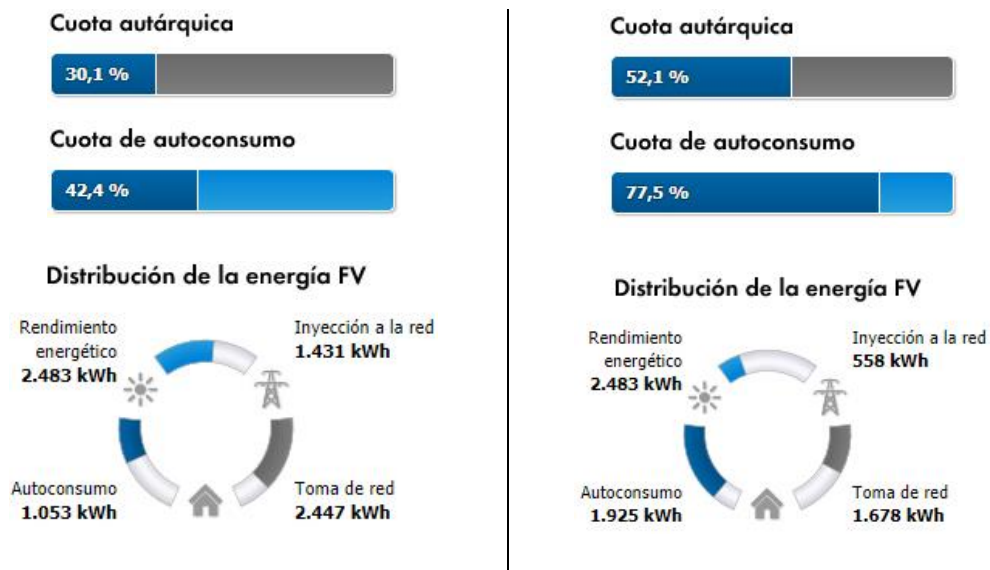 Cuota autárquica
30,1 %
Cuota de autoconsumo
42,4 %
Distribución de la energía FV
Rendimiento
energético
2.483 kWh
Inyección a la red
1.431 kWh
Autoconsumo
1.053 kWh
Toma de red
2.447 kWh
Cuota autárquica
52,1 %
Cuota de autoconsumo
77,5 %
Distribución de la energía FV
Rendimiento
energético
2.483 kWh
Inyección a la red
558 kWh
Autoconsumo
1.925 kWh
Toma de red
1.678 kWh